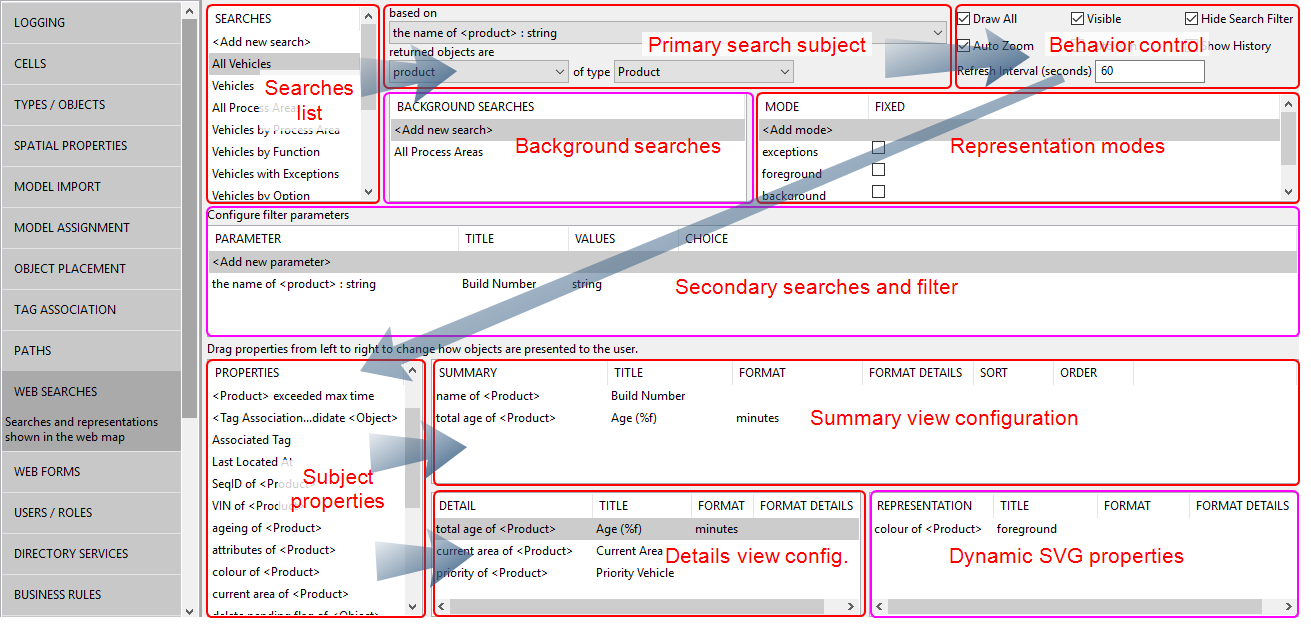 LOGGING
CELLS
TYPES / OBJECTS
SPATIAL PROPERTIES
MODEL IMPORT
MODEL ASSIGNMENT
OBJECT PLACEMENT
TAG ASSOCIATION
PATHS
WEB SEARCHES
Searches and representations
shown in the web map
WEB FORMS
USERS / ROLES
DIRECTORY SERVICES
BUSINESS RULES
SEARCHES
<Add new search>
All Vehicles
Vehicles
All Process Areas
Vehicles by Process Area
Vehicles by Function
Vehicles with Exceptions
Vehicles by Option
Searches
list
based on
the name of <product> : string
returned objects are
product
of type
Product
Primary search subject
Draw All
Visible
Hide Search Filter
Auto Zoom
Show History
Behavior control
Refresh Interval (seconds)
60
BACKGROUND SEARCHES
<Add new search>
All Process Areas
Background searches
MODE FIXED
<Add mode>
exceptions
foreground
background
Representation modes
Configure filter parameters
PARAMETER TITLE VALUES CHOICE
<Add new parameter>
the name of <product> : string Build Number string
Secondary searches and filter
Drag properties from left to right to change how objects are presented to the user.
PROPERTIES
<Product> exceeded max time
<Tag Association...didate <Object>
Associated Tag
Last Located At
SeqID of <Product>
VIN of <Product>
ageing of <Product>
attributes of <Product>
colour of <Product>
current area of <Product>
delete pending flag of <Object>
Subject
properties
SUMMARY TITLE FORMAT FORMAT DETAILS SORT ORDER
name of <Product> Build Number
total age of <Product> Age (%f) minutes
Summary view configuration
DETAIL TITLE FORMAT FORMAT DETAILS
total age of <Product> Age (%f) minutes
current area of <Product> Current Area
priority of <Product> Priority Vehicle
Details view config.
REPRESENTATION TITLE FORMAT FORMAT DETAILS
colour of <Product> foreground
Dynamic SVG properties